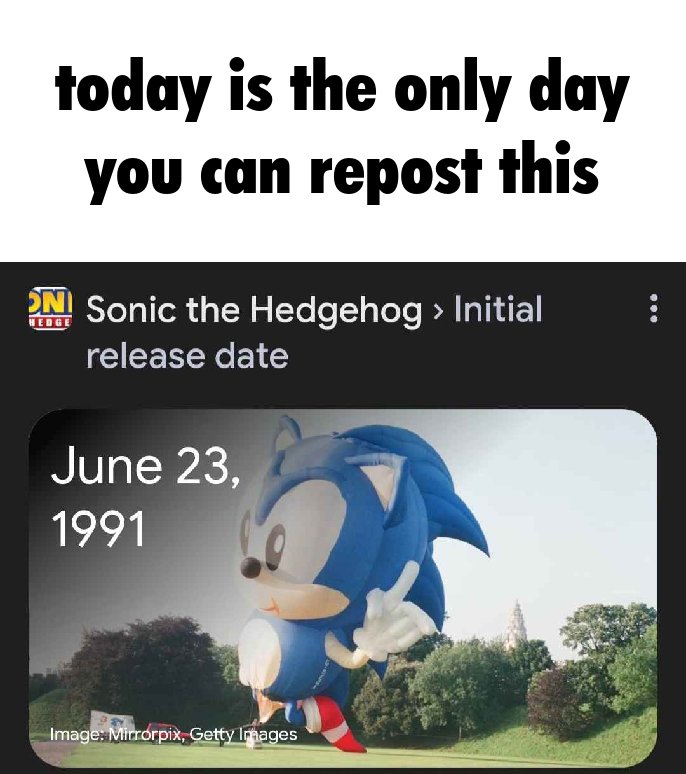 today is the only day
you can repost this
ONI
HEDGE
Sonic the Hedgehog › Initial
release date
June 23,
1991
Image: Mirrorpix, Getty Images